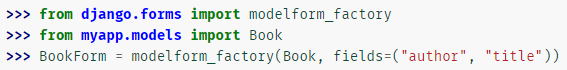 >>> from django.forms import modelform_factory
>>> from myapp.models import Book
>>> BookForm = modelform_factory(Book, fields=("author", "title"))